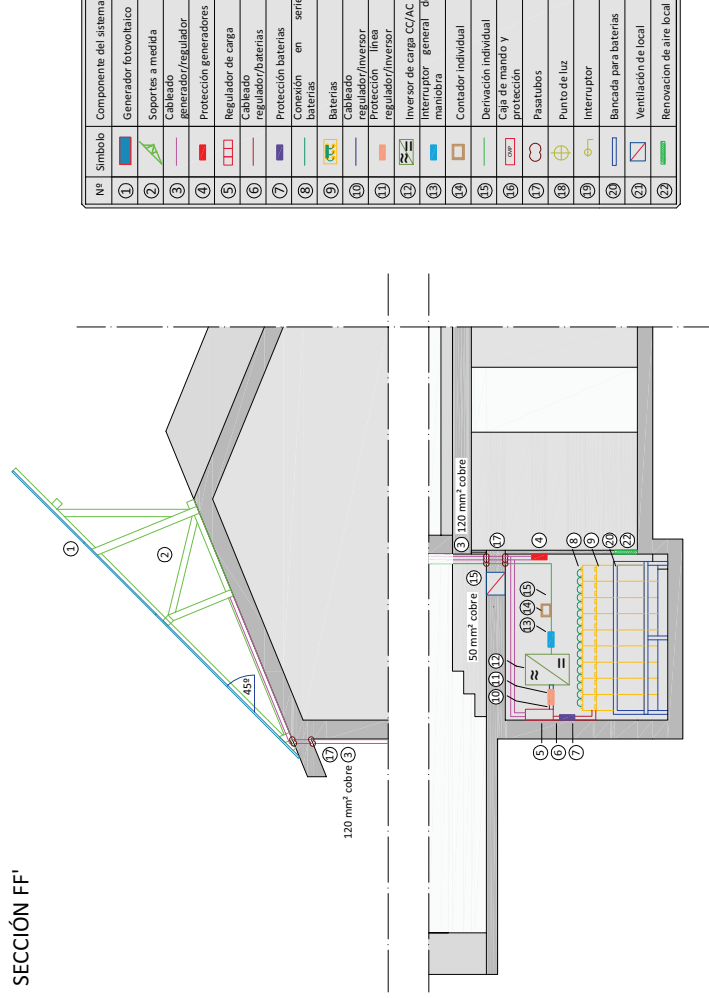 SECCIÓN FF'
Nº Símbolo Componente del sistema
1 Generador fotovoltaico
2 Soportes a medida
3 Cableado
generador/regulador
4 Protección generadores
5 Regulador de carga
6 Cableado
regulador/baterias
7 Protección baterias
8 Conexión en serie
baterias
9 Baterias
10 Cableado
regulador/inversor
11 Protección línea
regulador/inversor
12 Inversor de carga CC/AC
13 Interruptor general de
maniobra
14 Contador individual
15 Derivación individual
16 CMP Caja de mando y
protección
17 Pasatubos
18 Punto de luz
19 Interruptor
20 Bancada para baterias
21 Ventilación de local
22 Renovacion de aire local
1
2
45º
17 3
120 mm² cobre
3 120 mm² cobre
15 17
50 mm² cobre
4
15
14
13
12
11
10
5
6
7
8
9
20
22